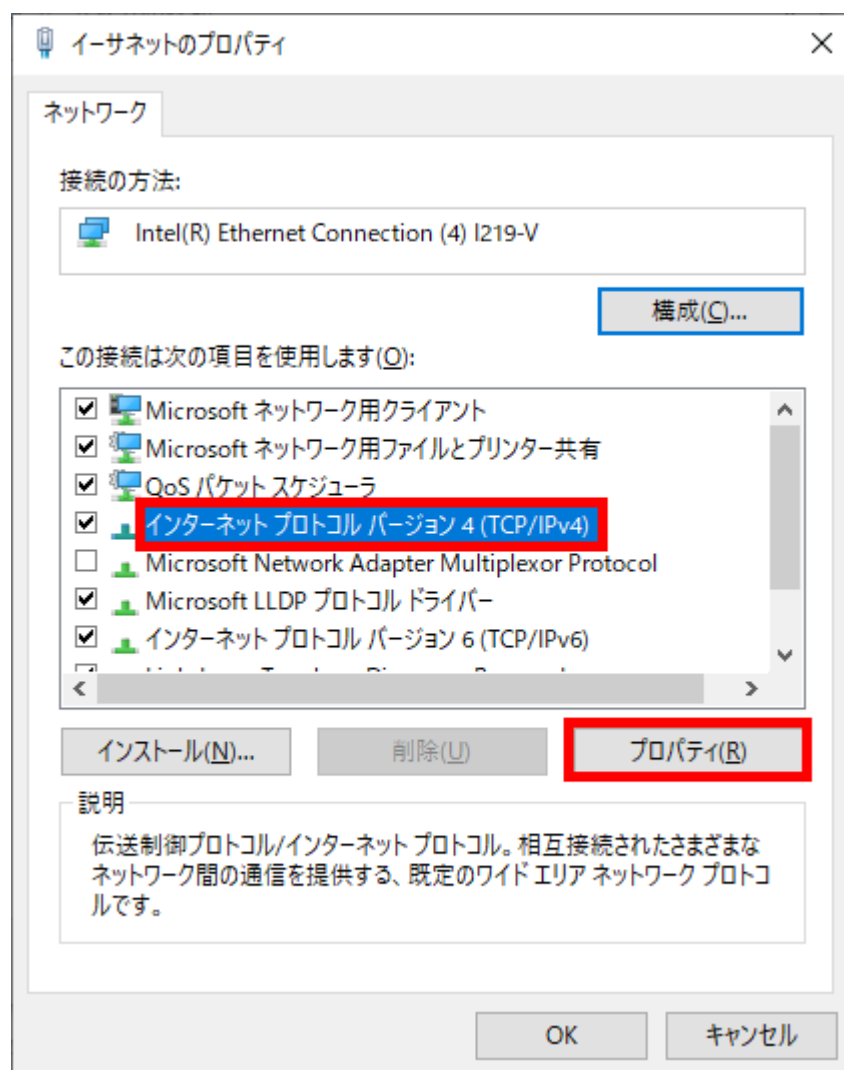 イーサネットのプロパティ
ネットワーク
接続の方法:
Intel(R) Ethernet Connection (4) I219-V
構成(C)...
この接続は次の項目を使用します(O):
Microsoft ネットワーク用クライアント
Microsoft ネットワーク用ファイルとプリンター共有
QoS パケット スケジューラ
インターネット プロトコル バージョン 4 (TCP/IPv4)
Microsoft Network Adapter Multiplexor Protocol
Microsoft LLDP プロトコル ドライバー
インターネット プロトコル バージョン 6 (TCP/IPv6)
インストール(N)...
削除(U)
プロパティ(R)
説明
伝送制御プロトコル/インターネット プロトコル。相互接続されたさまざまな
ネットワーク間の通信を提供する、既定のワイド エリア ネットワーク プロトコ
ルです。
OK
キャンセル